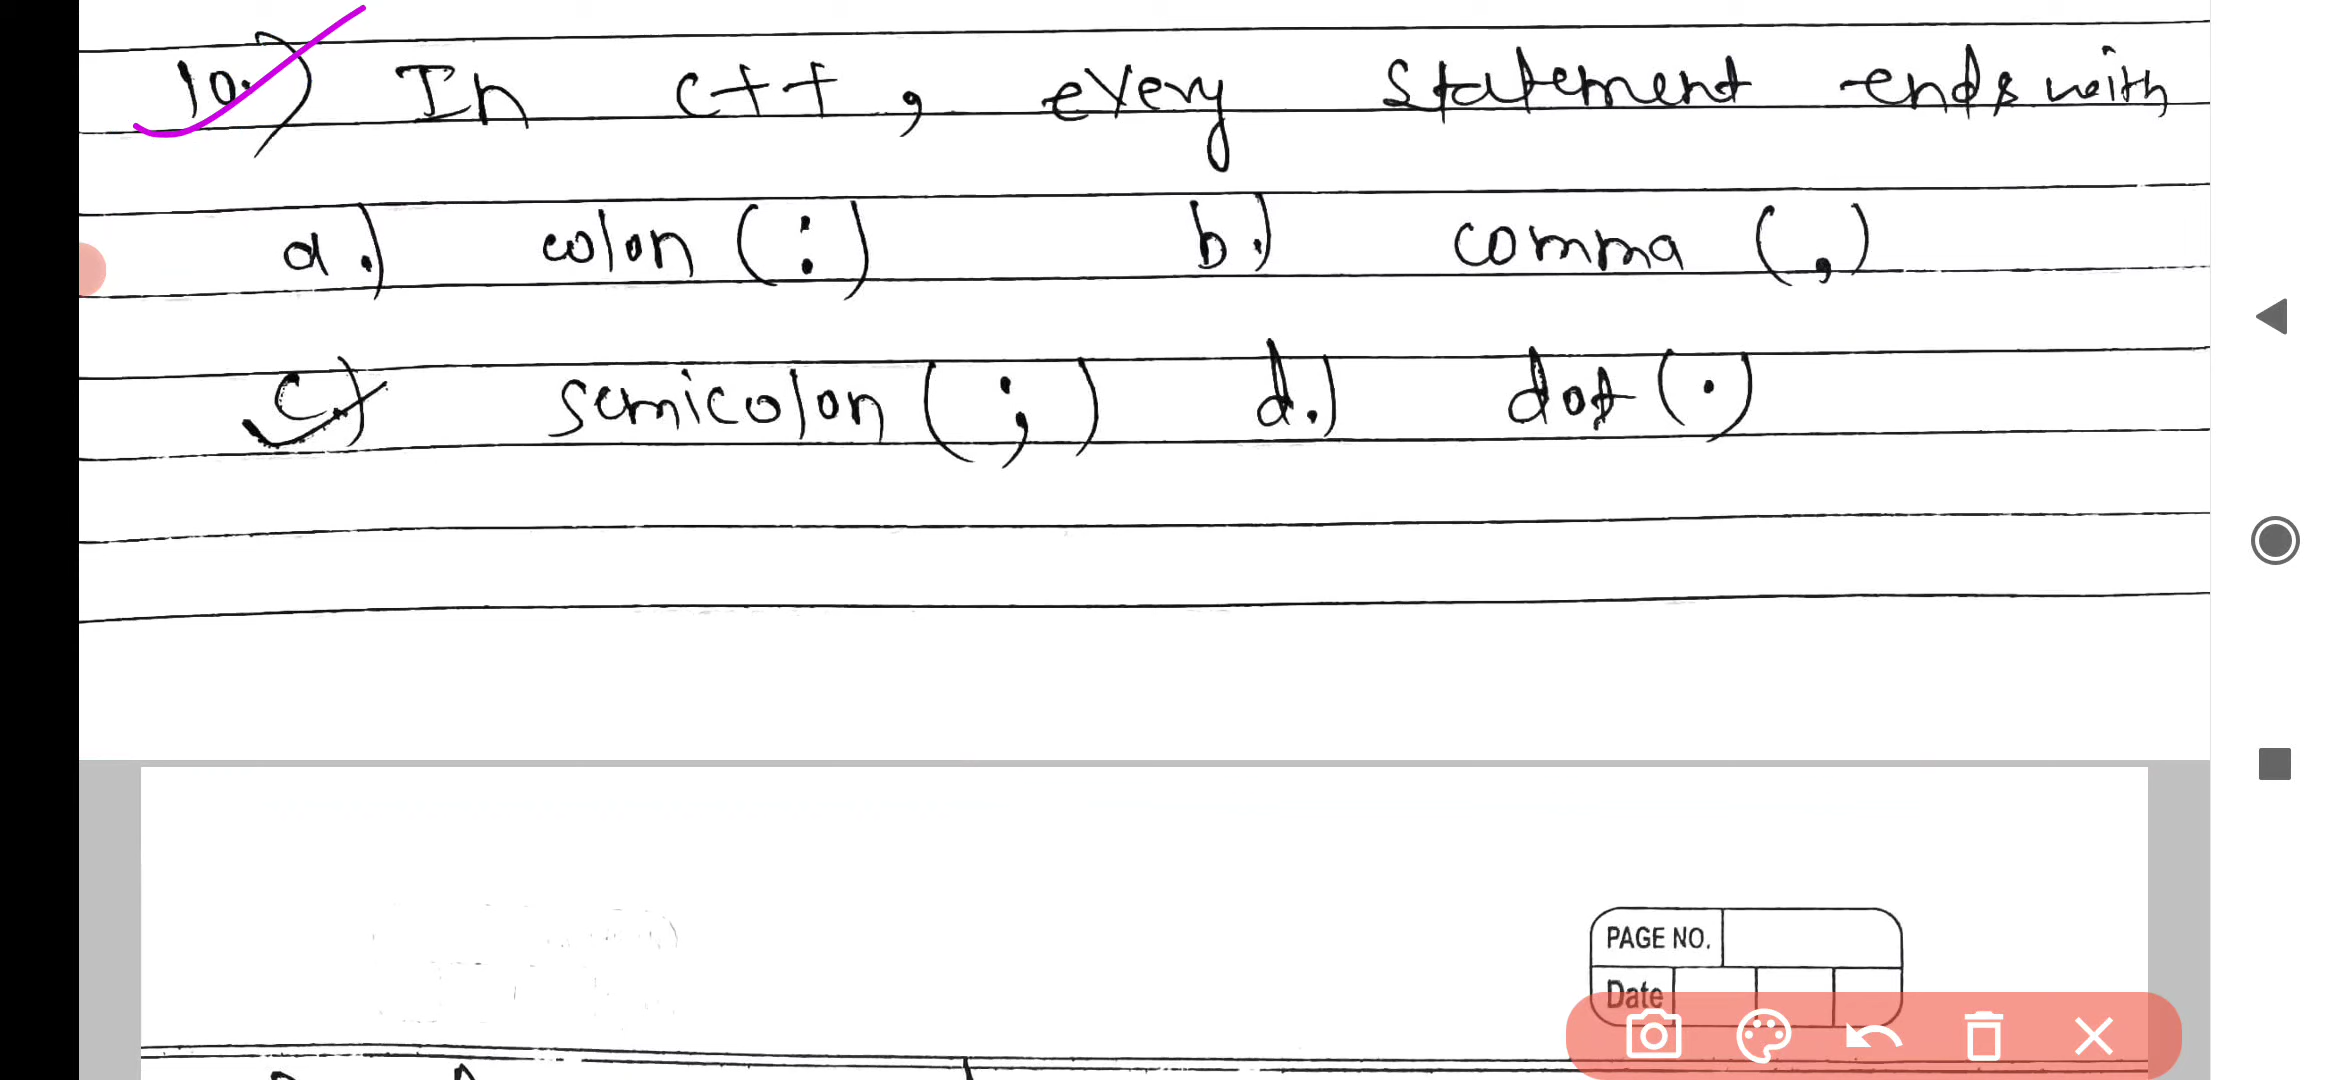 10.) In C++, every statement ends with
a.) colon (:) b.) comma (,)
c.) semicolon (;) d.) dot (.)
PAGE NO.
Date